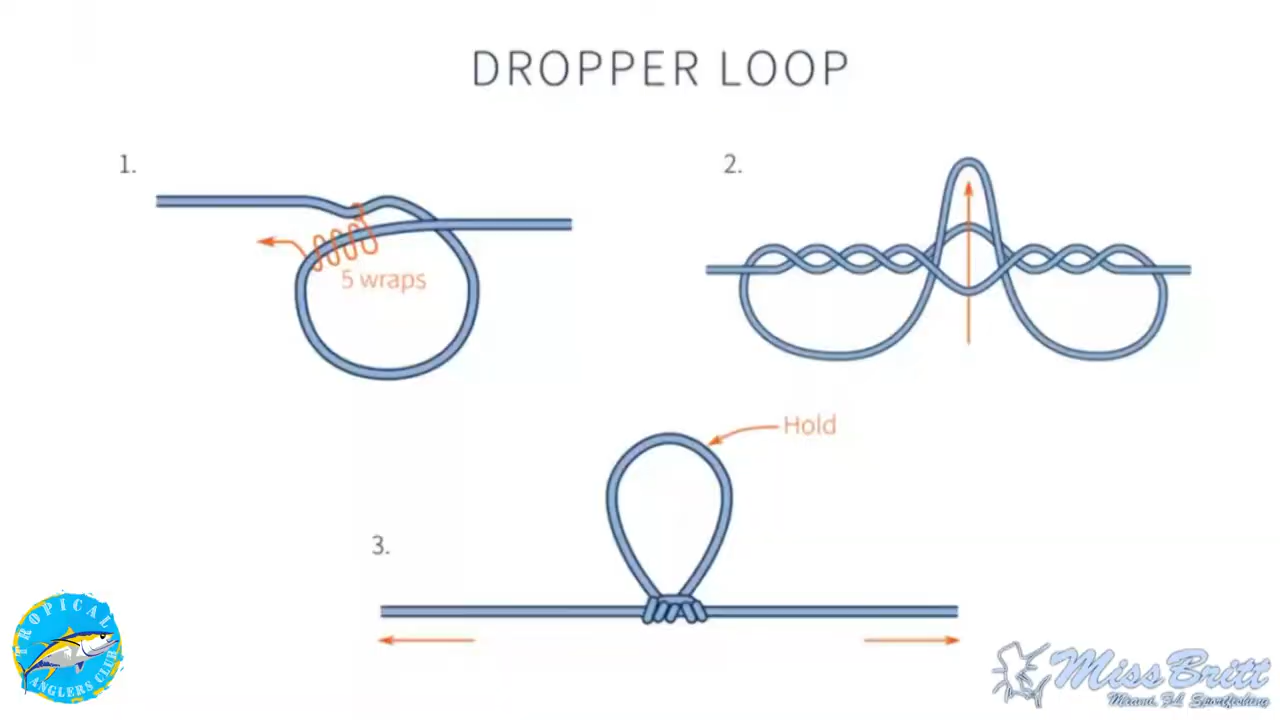 DROPPER LOOP
1.
2.
5 wraps
Hold
3.
TROPICAL
ANGLERS CLUB
Miss Britt
Miami, FL Sportfishing